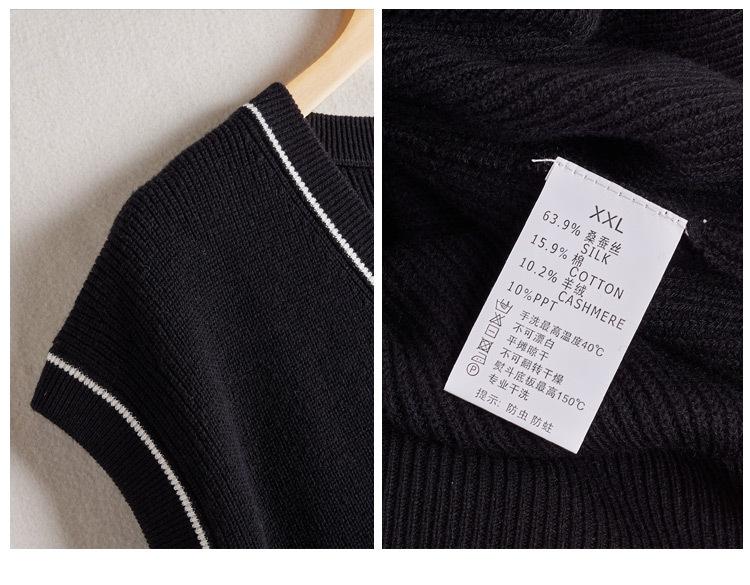 XXL
63.9% 桑蚕丝
SILK
15.9% 棉
COTTON
10.2% 羊绒
CASHMERE
10%PPT
手洗最高温度40℃
不可漂白
平摊晾干
不可翻转干燥
熨斗底板最高150℃
P 专业干洗
提示: 防虫防蛀